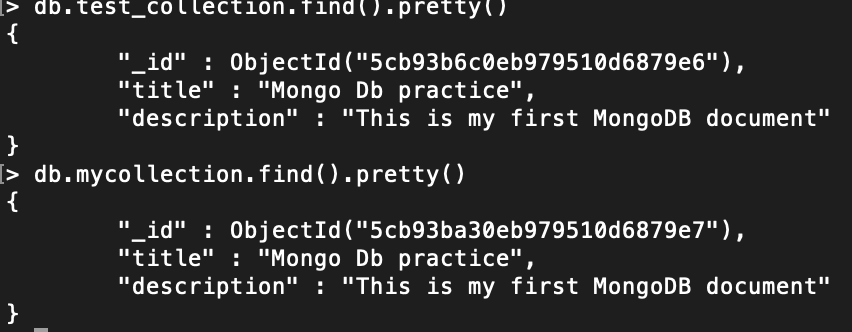 > db.test_collection.find().pretty()
{
"_id" : ObjectId("5cb93b6c0eb979510d6879e6"),
"title" : "Mongo Db practice",
"description" : "This is my first MongoDB document"
}
> db.mycollection.find().pretty()
{
"_id" : ObjectId("5cb93ba30eb979510d6879e7"),
"title" : "Mongo Db practice",
"description" : "This is my first MongoDB document"
}